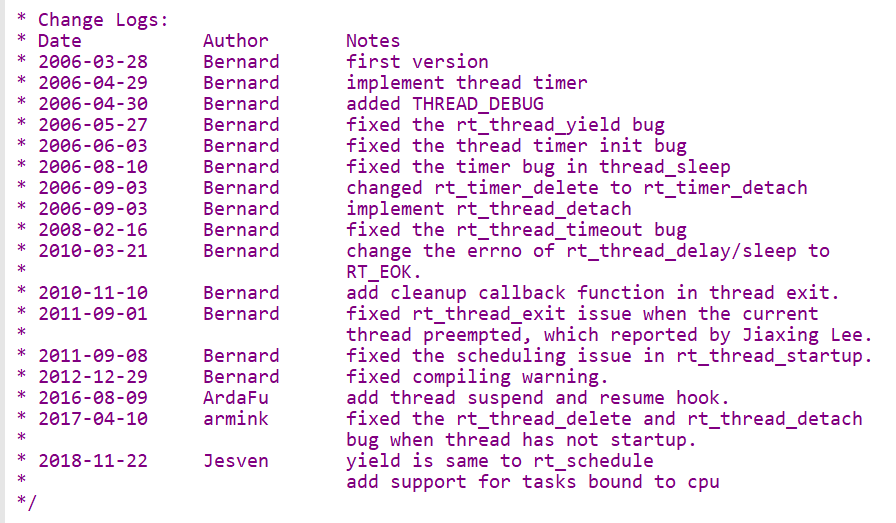 * Change Logs:
* Date           Author       Notes
* 2006-03-28     Bernard      first version
* 2006-04-29     Bernard      implement thread timer
* 2006-04-30     Bernard      added THREAD_DEBUG
* 2006-05-27     Bernard      fixed the rt_thread_yield bug
* 2006-06-03     Bernard      fixed the thread timer init bug
* 2006-08-10     Bernard      fixed the timer bug in thread_sleep
* 2006-09-03     Bernard      changed rt_timer_delete to rt_timer_detach
* 2006-09-03     Bernard      implement rt_thread_detach
* 2008-02-16     Bernard      fixed the rt_thread_timeout bug
* 2010-03-21     Bernard      change the errno of rt_thread_delay/sleep to
*                             RT_EOK.
* 2010-11-10     Bernard      add cleanup callback function in thread exit.
* 2011-09-01     Bernard      fixed rt_thread_exit issue when the current
*                             thread preempted, which reported by Jiaxing Lee.
* 2011-09-08     Bernard      fixed the scheduling issue in rt_thread_startup.
* 2012-12-29     Bernard      fixed compiling warning.
* 2016-08-09     ArdaFu       add thread suspend and resume hook.
* 2017-04-10     armink       fixed the rt_thread_delete and rt_thread_detach
*                             bug when thread has not startup.
* 2018-11-22     Jesven       yield is same to rt_schedule
*                             add support for tasks bound to cpu
*/